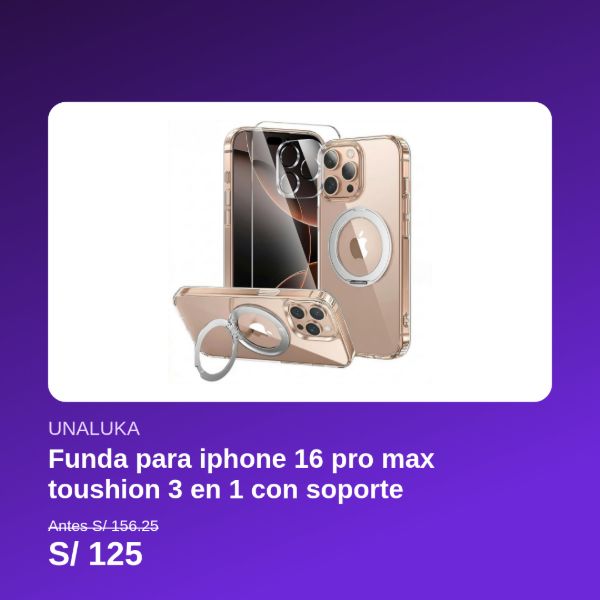 UNALUKA
Funda para iphone 16 pro max
toushion 3 en 1 con soporte
Antes S/ 156.25
S/ 125